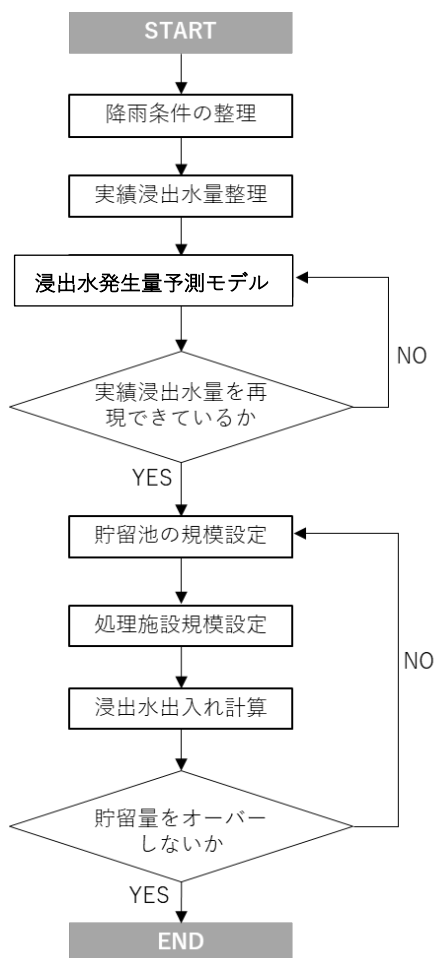 START
降雨条件の整理
実績浸出水量整理
浸出水発生量予測モデル
NO
実績浸出水量を再
現できているか
YES
貯留池の規模設定
処理施設規模設定
NO
浸出水出入れ計算
貯留量をオーバー
しないか
YES
END